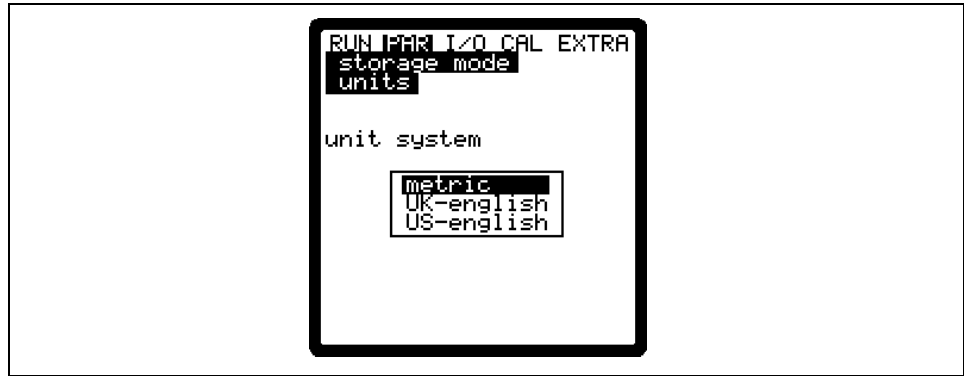 RUN PAR I/O CAL EXTRA
storage mode
units
unit system
metric
UK-english
US-english